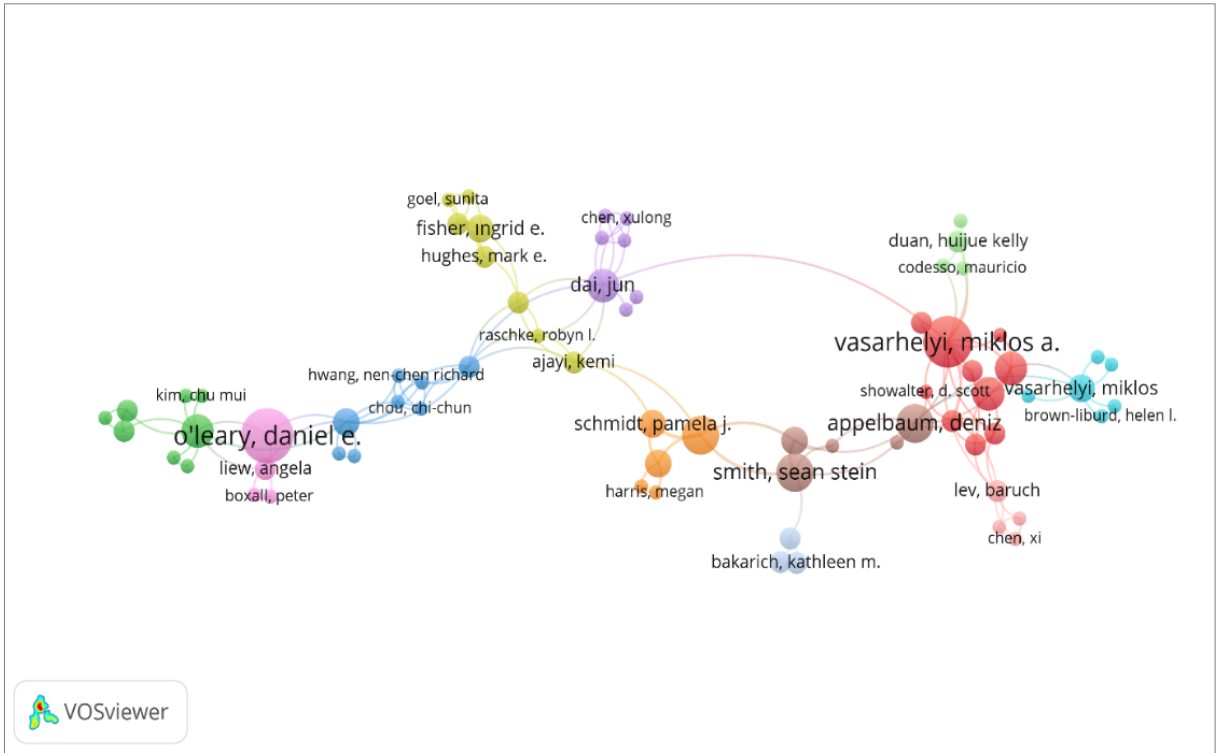 goel, sunita
fisher, ıngrid e.
hughes, mark e.
chen, xulong
dai, jun
duan, huijue kelly
codesso, mauricio
raschke, robyn l.
ajayi, kemi
vasarhelyi, miklos a.
hwang, nen-chen richard
chou, chi-chun
kim, chu mui
o'leary, daniel e.
liew, angela
boxall, peter
schmidt, pamela j.
harris, megan
smith, sean stein
bakarich, kathleen m.
showalter, d. scott
vasarhelyi, miklos
brown-liburd, helen l.
appelbaum, deniz
lev, baruch
chen, xi
VOSviewer